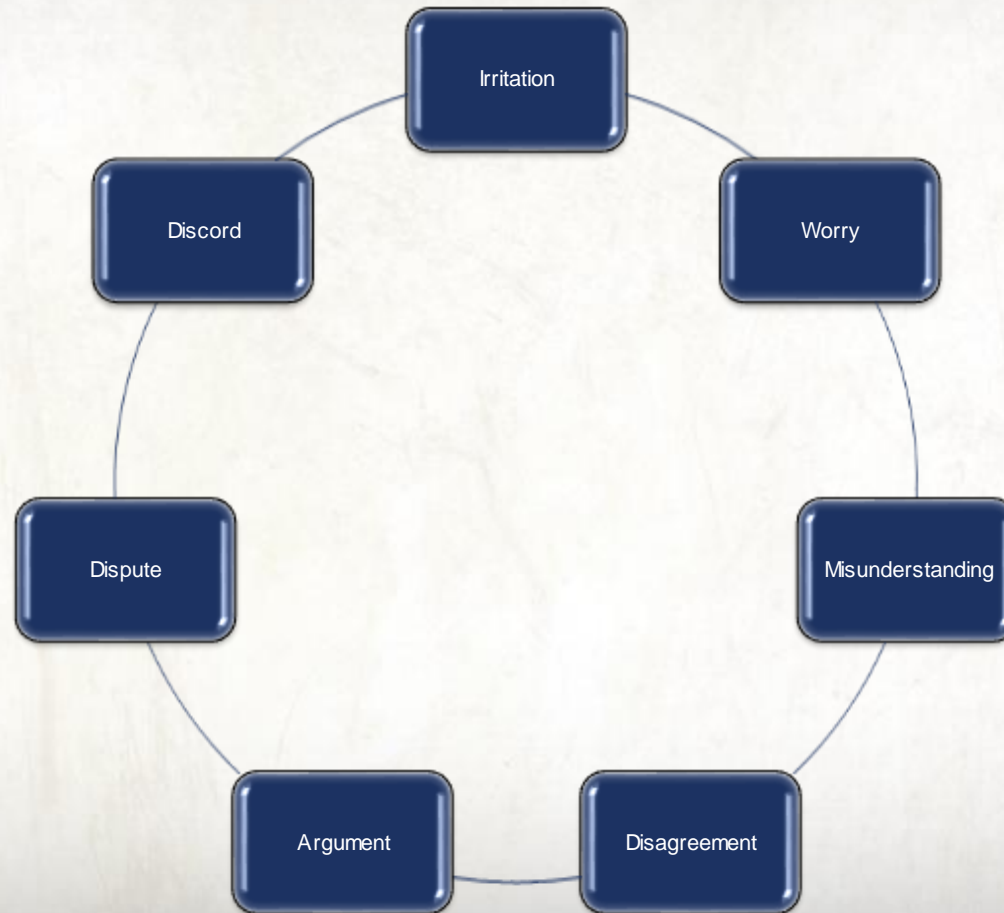 Irritation
Worry
Misunderstanding
Disagreement
Argument
Dispute
Discord